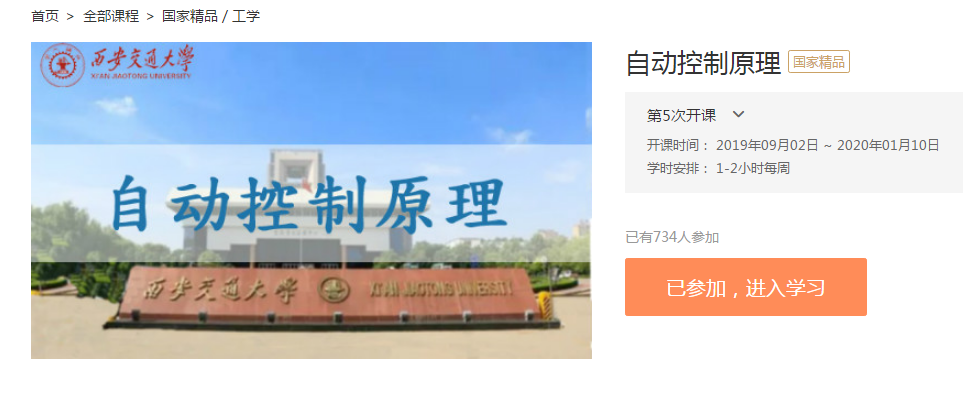 首页 > 全部课程 > 国家精品 / 工学
西安交通大学
XI'AN JIAOTONG UNIVERSITY
自动控制原理
西安交通大学 XI'AN JIAOTONG UNIVERSITY
自动控制原理 国家精品
第5次开课
开课时间： 2019年09月02日 ~ 2020年01月10日
学时安排： 1-2小时每周
已有734人参加
已参加，进入学习